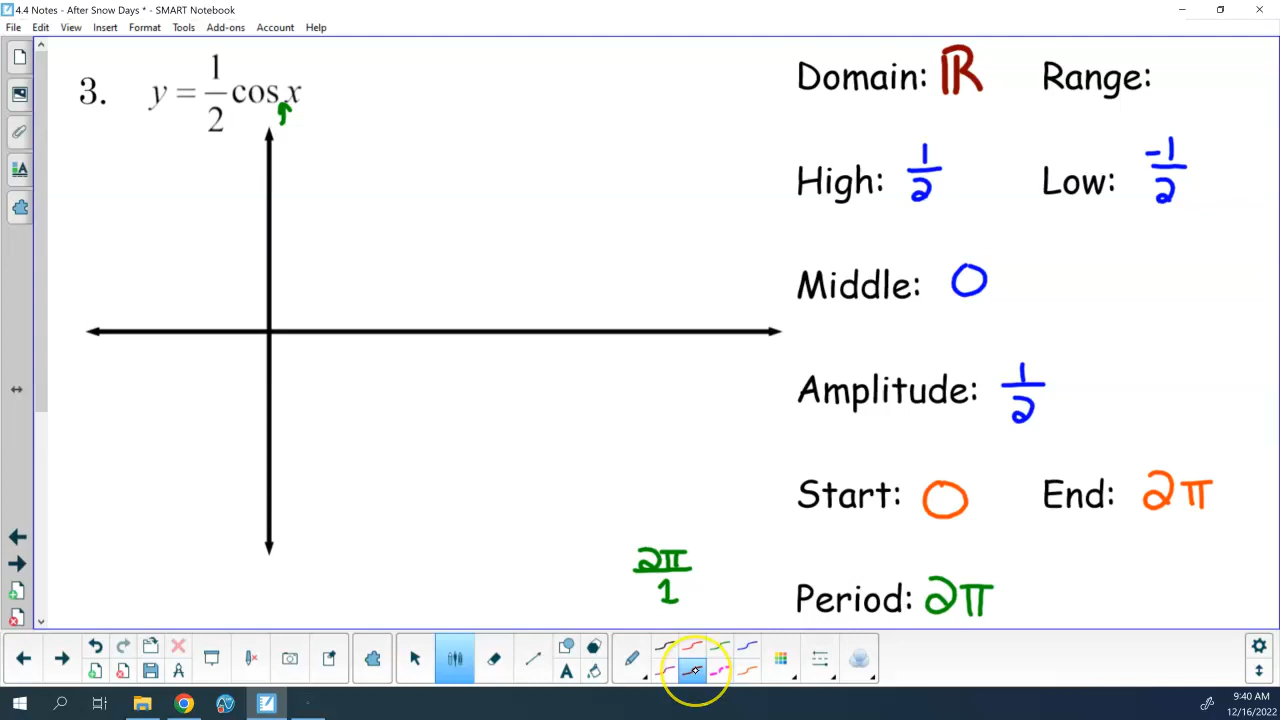 4.4 Notes - After Snow Days * - SMART Notebook
File Edit View Insert Format Tools Add-ons Account Help
3. y = 1/2 cos x
Domain: ℝ Range:
High: 1/2 Low: -1/2
Middle: 0
Amplitude: 1/2
Start: 0 End: 2π
2π/1
Period: 2π
9:40 AM
12/16/2022